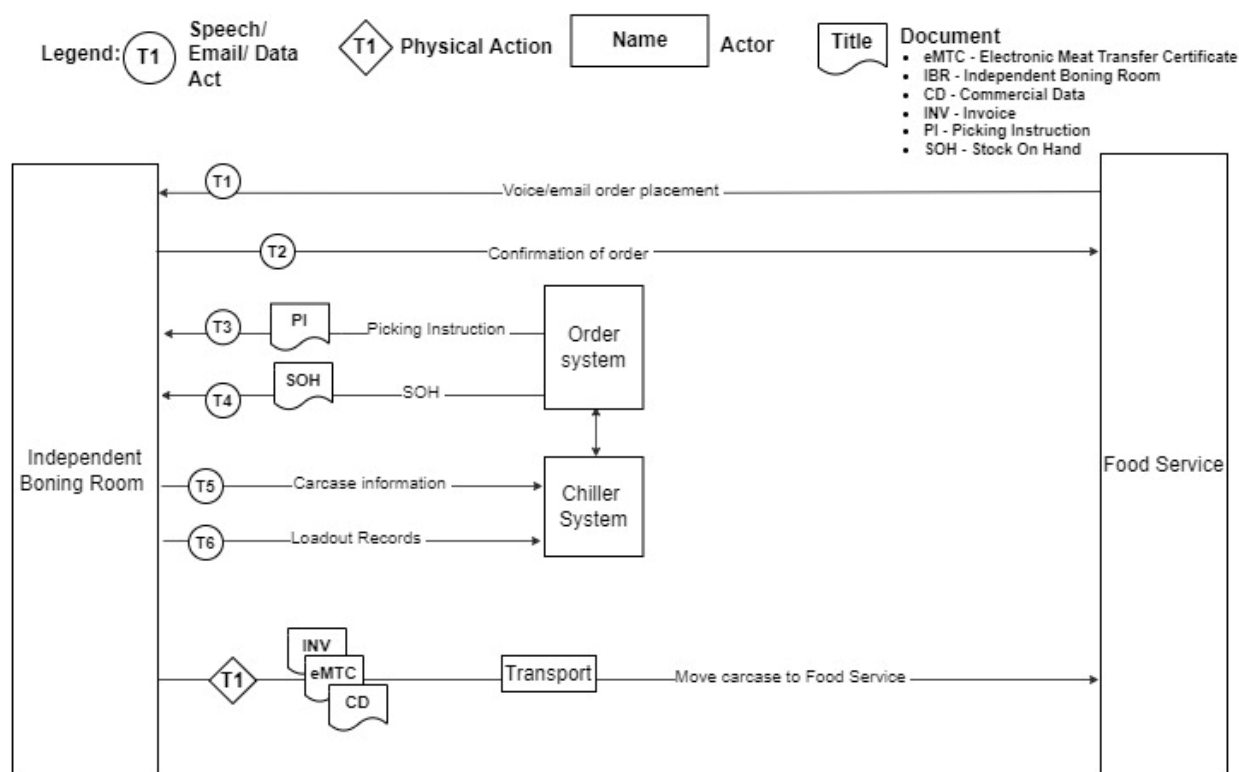 Legend:
T1
Speech/
Email/ Data
Act
T1
Physical Action
Name
Actor
Title
Document
• eMTC - Electronic Meat Transfer Certificate
• IBR - Independent Boning Room
• CD - Commercial Data
• INV - Invoice
• PI - Picking Instruction
• SOH - Stock On Hand
T1
Voice/email order placement
T2
Confirmation of order
T3
PI
Picking Instruction
Order
system
T4
SOH
SOH
Independent
Boning Room
Food Service
T5
Carcase information
Chiller
System
T6
Loadout Records
T1
INV
eMTC
CD
Transport
Move carcase to Food Service